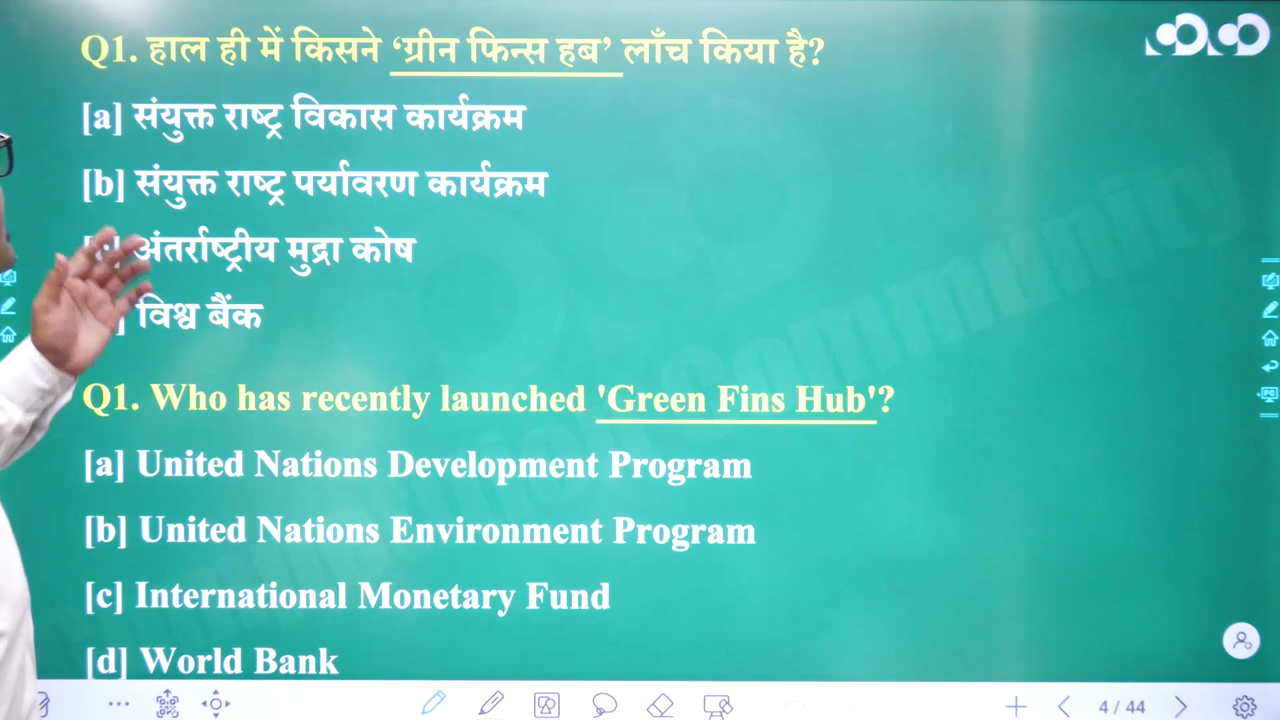 Q1. हाल ही में किसने ‘ग्रीन फिन्स हब’ लाँच किया है?
[a] संयुक्त राष्ट्र विकास कार्यक्रम
[b] संयुक्त राष्ट्र पर्यावरण कार्यक्रम
अंतर्राष्ट्रीय मुद्रा कोष
] विश्व बैंक
Q1. Who has recently launched 'Green Fins Hub'?
[a] United Nations Development Program
[b] United Nations Environment Program
[c] International Monetary Fund
[d] World Bank
4 / 44